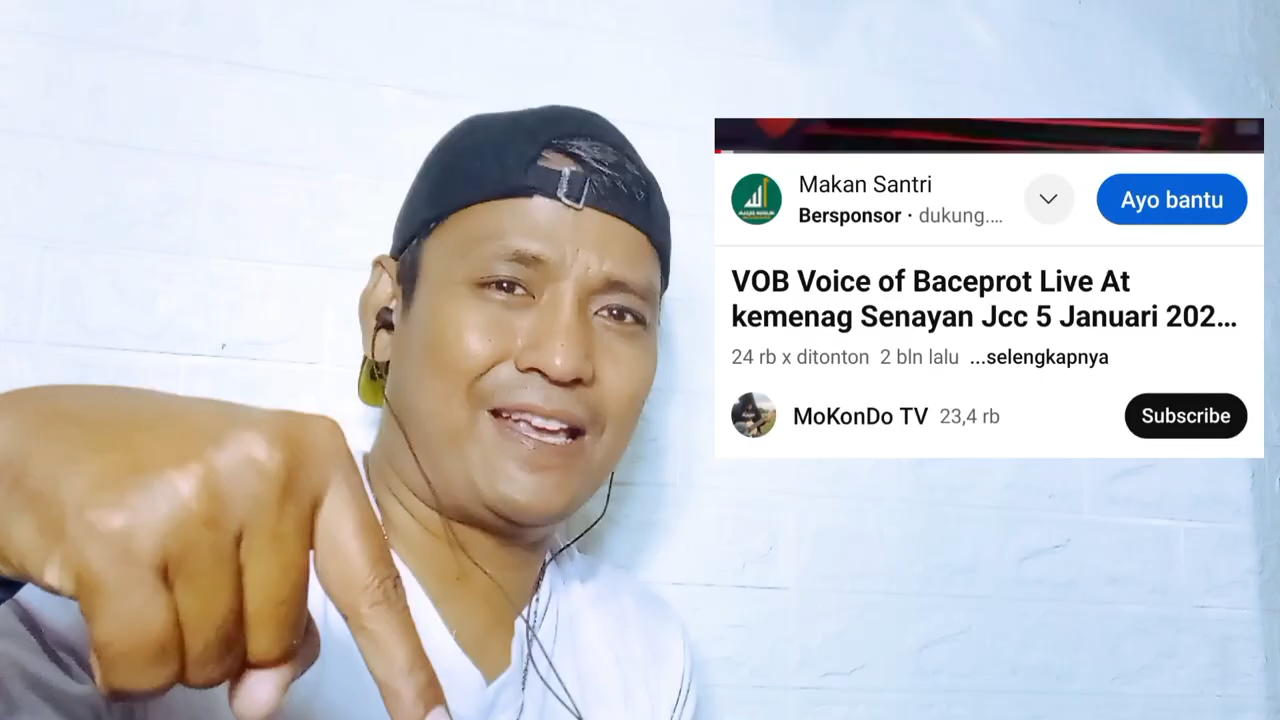 Makan Santri
Bersponsor · dukung....
Ayo bantu
VOB Voice of Baceprot Live At
kemenag Senayan Jcc 5 Januari 202...
24 rb x ditonton 2 bln lalu ...selengkapnya
MoKonDo TV 23,4 rb
Subscribe